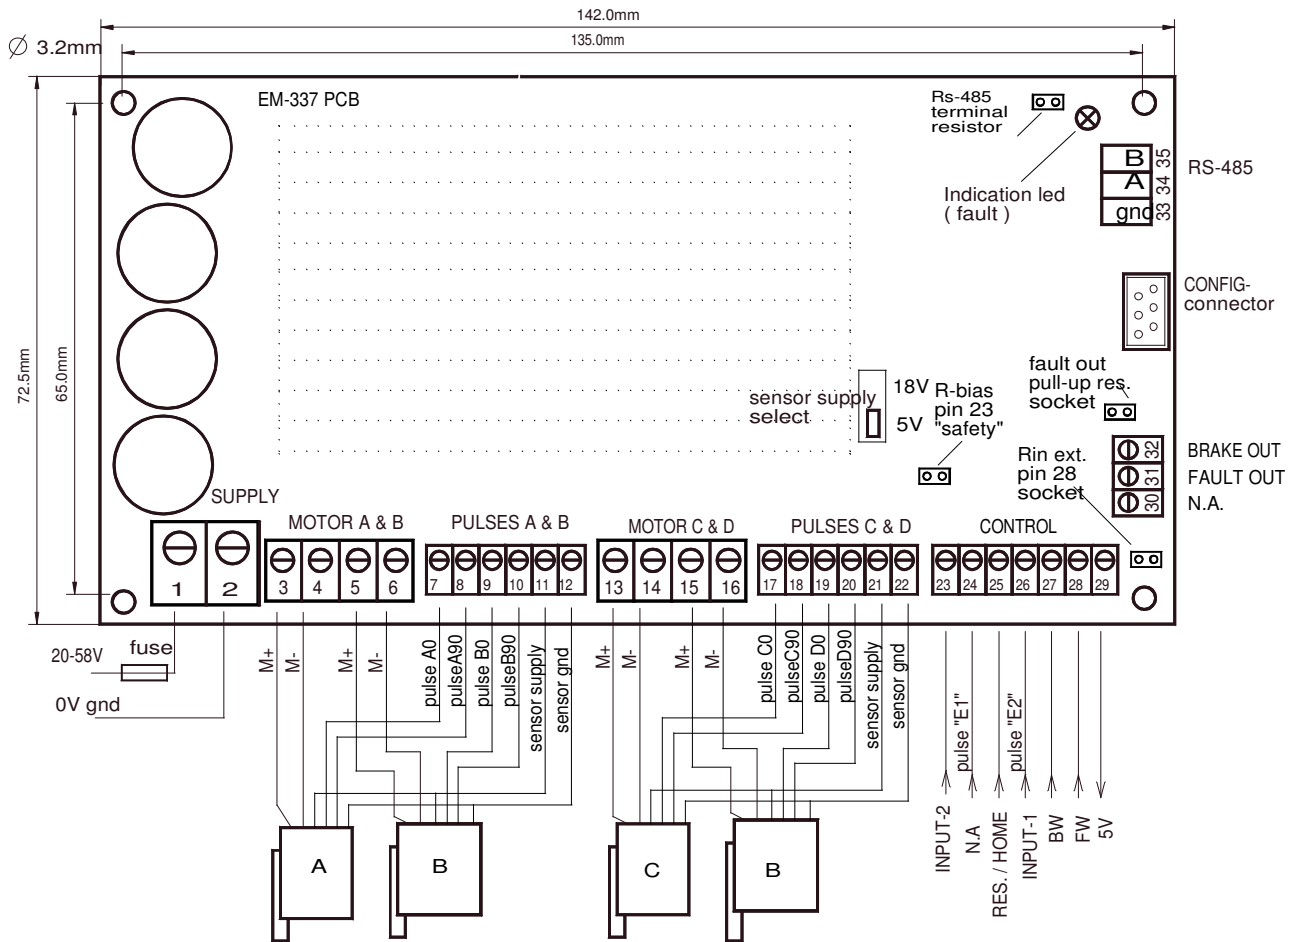 142.0mm
135.0mm
3.2mm
72.5mm
65.0mm
EM-337 PCB
Rs-485
terminal
resistor
Indication led
( fault )
B 35
A 34
gnd 33
RS-485
CONFIG-
connector
fault out
pull-up res.
socket
sensor supply
select
18V
5V
R-bias
pin 23
"safety"
Rin ext.
pin 28
socket
32 BRAKE OUT
31 FAULT OUT
30 N.A.
SUPPLY
MOTOR A & B
PULSES A & B
MOTOR C & D
PULSES C & D
CONTROL
1 2
3 4 5 6
7 8 9 10 11 12
13 14 15 16
17 18 19 20 21 22
23 24 25 26 27 28 29
20-58V
fuse
0V gnd
M+
M-
M+
M-
pulse A0
pulseA90
pulse B0
pulseB90
sensor supply
sensor gnd
M+
M-
M+
M-
pulse C0
pulseC90
pulse D0
pulseD90
sensor supply
sensor gnd
pulse "E1"
pulse "E2"
INPUT-2
N.A
RES. / HOME
INPUT-1
BW
FW
5V
A
B
C
B